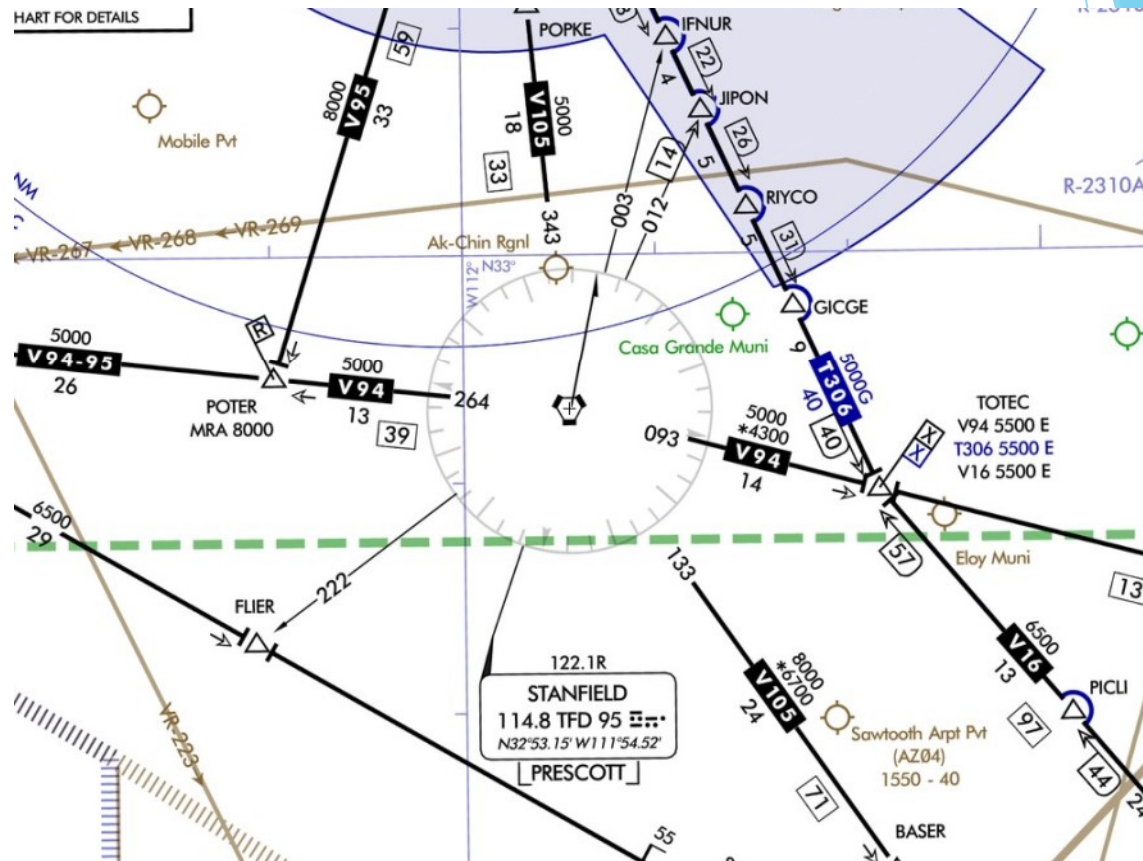 HART FOR DETAILS
POPKE
IFNUR
22
4
JIPON
26
5
RIYCO
5
31
GICGE
R-2310A
59
8000
V95
33
5000
V105
18
33
343
003
012
14
Mobile Pvt
NM
VR-267
VR-268
VR-269
Ak-Chin Rgnl
W112°
N33°
Casa Grande Muni
9
5000G
T306
40
40
5000
V94-95
26
R
POTER
MRA 8000
5000
V94
13
264
39
093
5000
*4300
V94
14
X
X
TOTEC
V94 5500 E
T306 5500 E
V16 5500 E
57
Eloy Muni
13
6500
29
222
FLIER
133
122.1R
STANFIELD
114.8 TFD 95
N32°53.15' W111°54.52'
PRESCOTT
8000
*6700
V105
24
71
BASER
6500
V16
13
97
PICLI
44
24
Sawtooth Arpt Pvt
(AZ04)
1550 - 40
VR-223
55